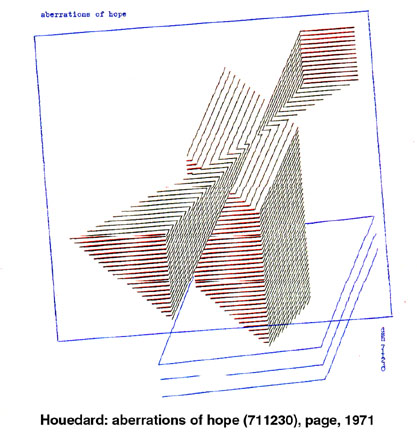 aberrations of hope
Houedard: aberrations of hope (711230), page, 1971